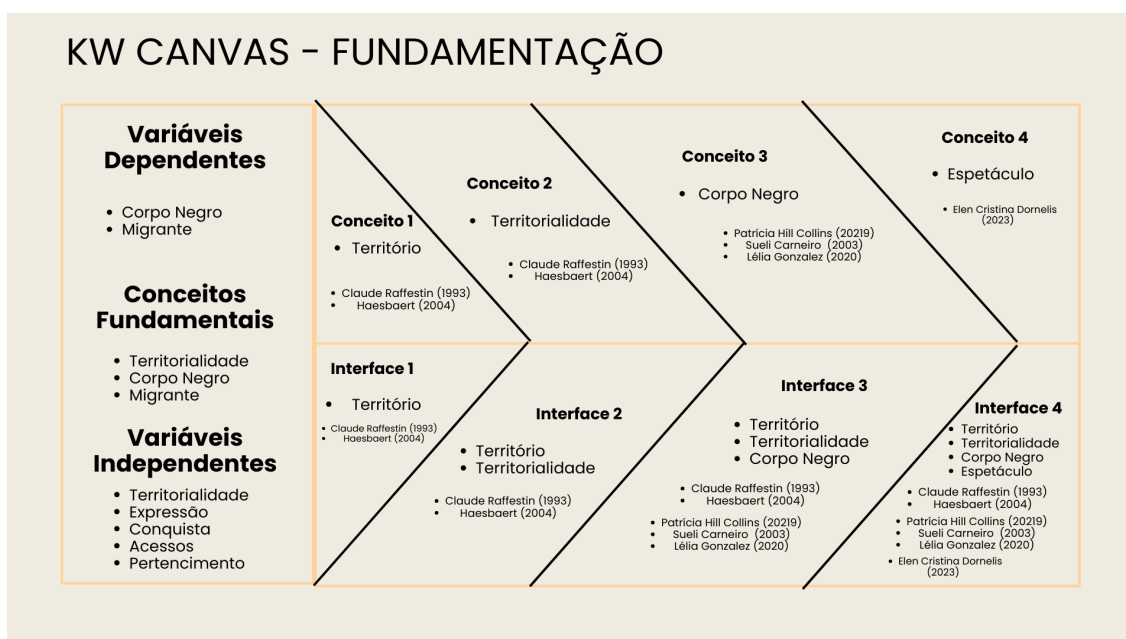 KW CANVAS - FUNDAMENTAÇÃO
Variáveis
Dependentes
• Corpo Negro
• Migrante
Conceitos
Fundamentais
• Territorialidade
• Corpo Negro
• Migrante
Variáveis
Independentes
• Territorialidade
• Expressão
• Conquista
• Acessos
• Pertencimento
Conceito 1
• Território
• Claude Raffestin (1993)
• Haesbaert (2004)
Conceito 2
• Territorialidade
• Claude Raffestin (1993)
• Haesbaert (2004)
Conceito 3
• Corpo Negro
• Patrícia Hill Collins (20219)
• Sueli Carneiro (2003)
• Lélia Gonzalez (2020)
Conceito 4
• Espetáculo
• Elen Cristina Dornelis
(2023)
Interface 1
• Território
• Claude Raffestin (1993)
• Haesbaert (2004)
Interface 2
• Território
• Territorialidade
• Claude Raffestin (1993)
• Haesbaert (2004)
Interface 3
• Território
• Territorialidade
• Corpo Negro
• Claude Raffestin (1993)
• Haesbaert (2004)
• Patrícia Hill Collins (20219)
• Sueli Carneiro (2003)
• Lélia Gonzalez (2020)
Interface 4
• Território
• Territorialidade
• Corpo Negro
• Espetáculo
• Claude Raffestin (1993)
• Haesbaert (2004)
• Patrícia Hill Collins (20219)
• Sueli Carneiro (2003)
• Lélia Gonzalez (2020)
• Elen Cristina Dornelis
(2023)